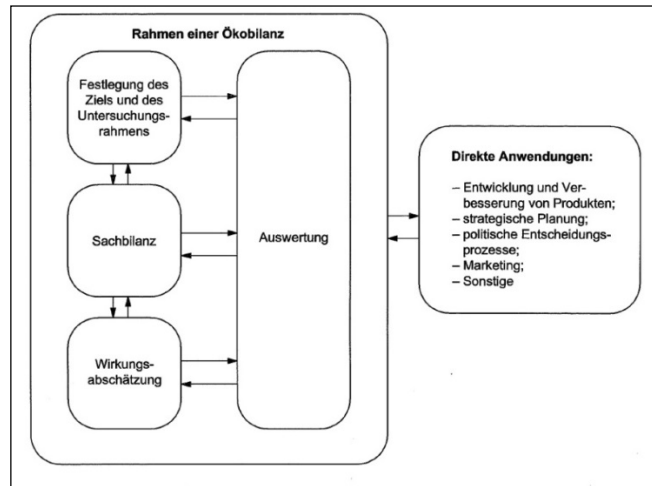 Rahmen einer Ökobilanz
Festlegung des
Ziels und des
Untersuchungs-
rahmens
Sachbilanz
Wirkungs-
abschätzung
Auswertung
Direkte Anwendungen:
– Entwicklung und Ver-
besserung von Produkten;
– strategische Planung;
– politische Entscheidungs-
prozesse;
– Marketing;
– Sonstige